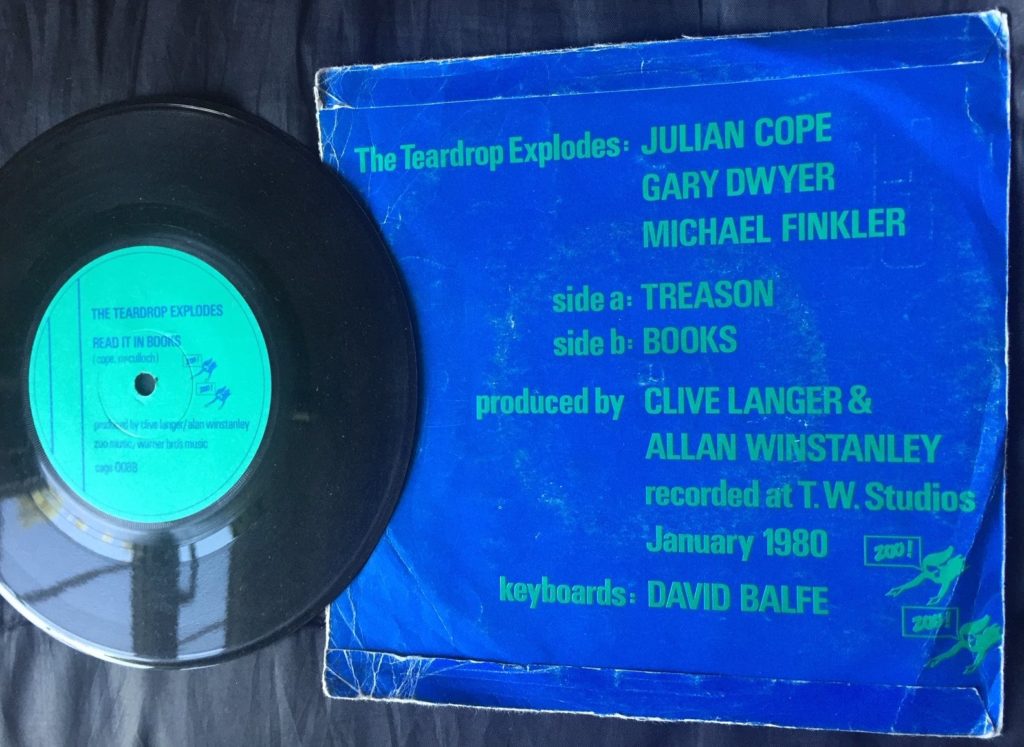 THE TEARDROP EXPLODES
READ IT IN BOOKS
(cope, mcculloch)
ZOO!
ZOO!
produced by clive langer/alan winstanley
zoo music, warner bro's music
cage 008B
The Teardrop Explodes: JULIAN COPE
GARY DWYER
MICHAEL FINKLER
side a: TREASON
side b: BOOKS
produced by CLIVE LANGER &
ALLAN WINSTANLEY
recorded at T.W. Studios
January 1980
ZOO!
keyboards: DAVID BALFE
ZOO!